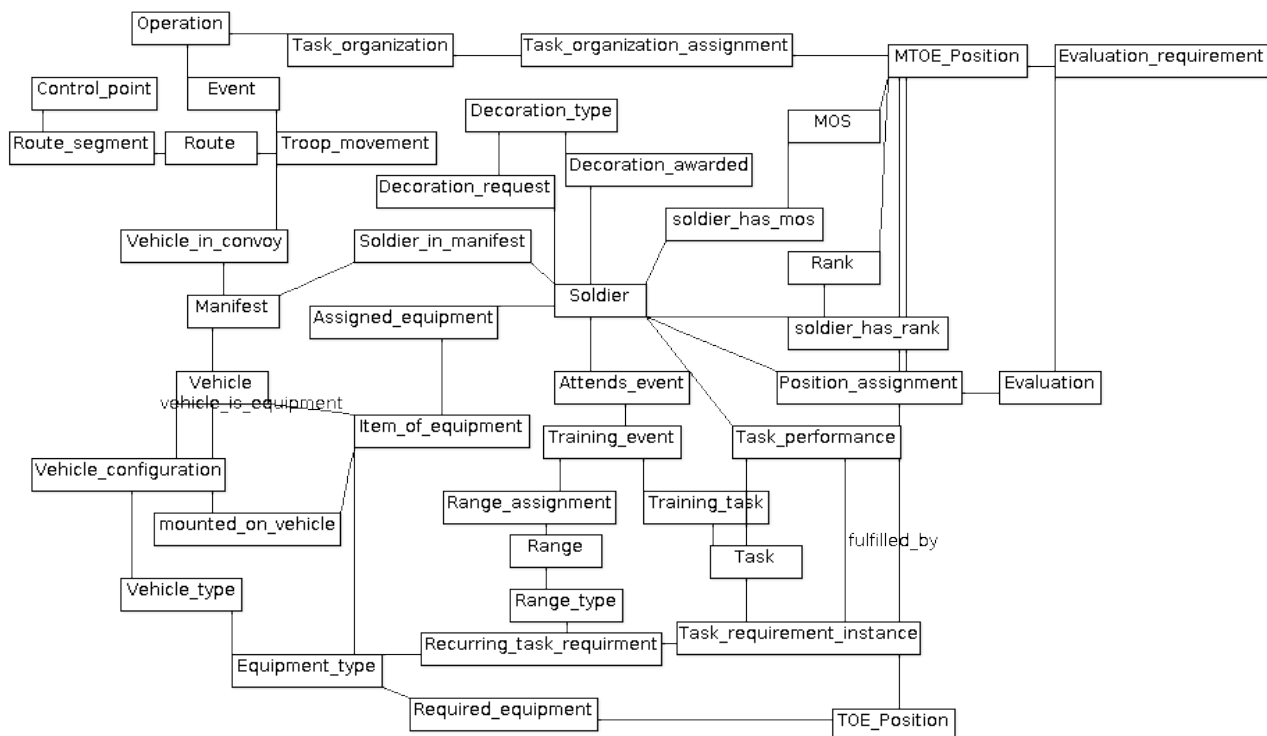 Operation
Task_organization
Task_organization_assignment
MTOE_Position
Evaluation_requirement
Control_point
Event
Decoration_type
MOS
Route_segment
Route
Troop_movement
Decoration_awarded
Decoration_request
soldier_has_mos
Vehicle_in_convoy
Soldier_in_manifest
Rank
Manifest
Soldier
Assigned_equipment
soldier_has_rank
Vehicle
Attends_event
Position_assignment
Evaluation
vehicle_is_equipment
Item_of_equipment
Training_event
Task_performance
Vehicle_configuration
Range_assignment
Training_task
mounted_on_vehicle
fulfilled_by
Range
Task
Vehicle_type
Range_type
Task_requirement_instance
Recurring_task_requirment
Equipment_type
Required_equipment
TOE_Position